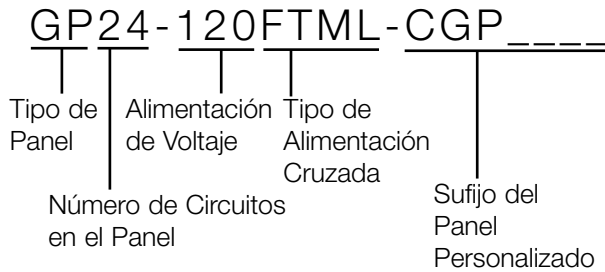 GP24-120FTML-CGP____
Tipo de
Panel
Alimentación
de Voltaje
Tipo de
Alimentación
Cruzada
Número de Circuitos
en el Panel
Sufijo del
Panel
Personalizado